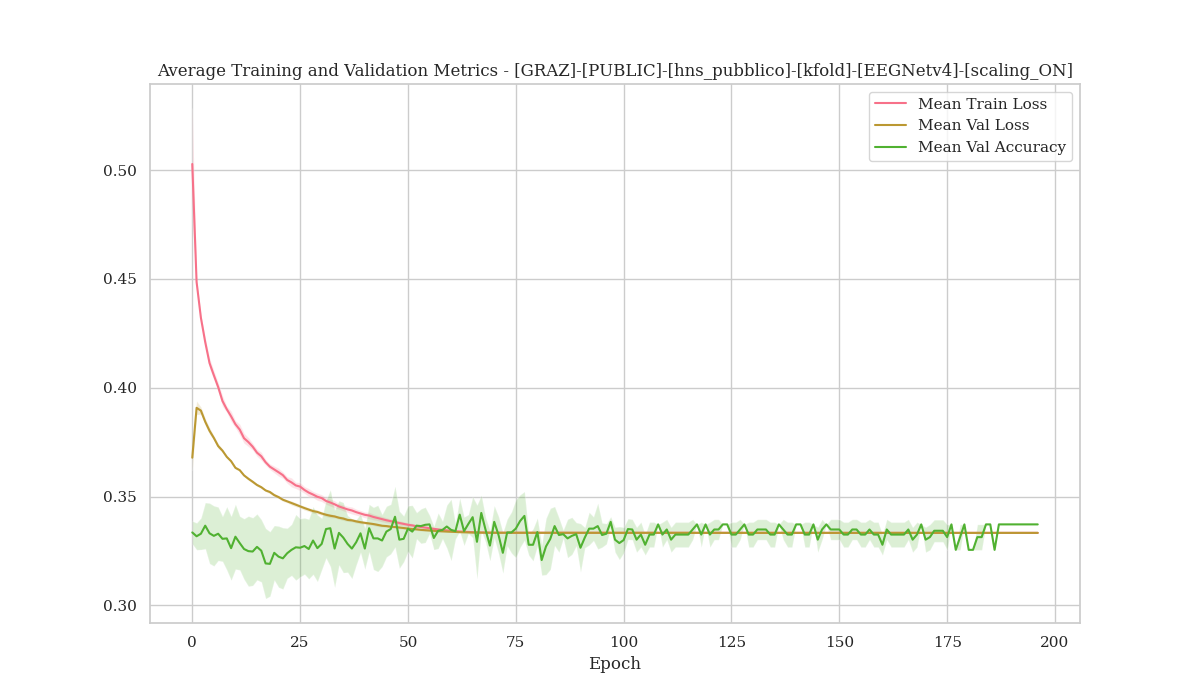 Average Training and Validation Metrics - [GRAZ]-[PUBLIC]-[hns_pubblico]-[kfold]-[EEGNetv4]-[scaling_ON]
Mean Train Loss
Mean Val Loss
Mean Val Accuracy
0.50
0.45
0.40
0.35
0.30
0 25 50 75 100 125 150 175 200
Epoch